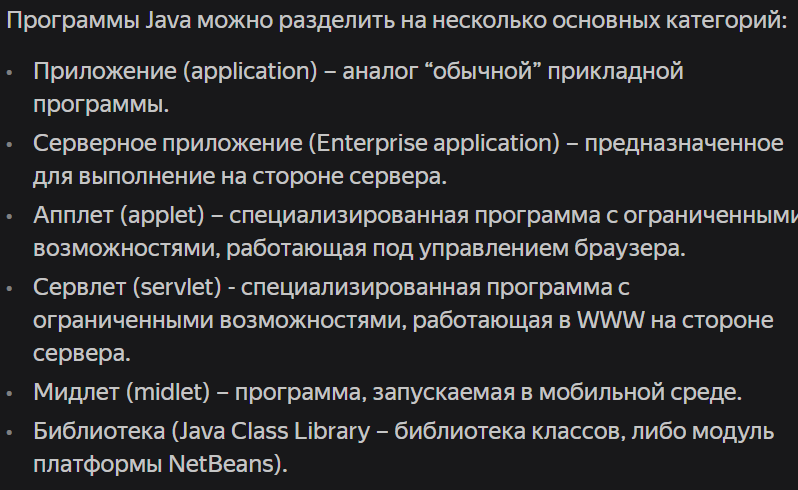 Программы Java можно разделить на несколько основных категорий:
• Приложение (application) – аналог “обычной” прикладной
программы.
• Серверное приложение (Enterprise application) – предназначенное
для выполнение на стороне сервера.
• Апплет (applet) – специализированная программа с ограниченными
возможностями, работающая под управлением браузера.
• Сервлет (servlet) - специализированная программа с
ограниченными возможностями, работающая в WWW на стороне
сервера.
• Мидлет (midlet) – программа, запускаемая в мобильной среде.
• Библиотека (Java Class Library – библиотека классов, либо модуль
платформы NetBeans).